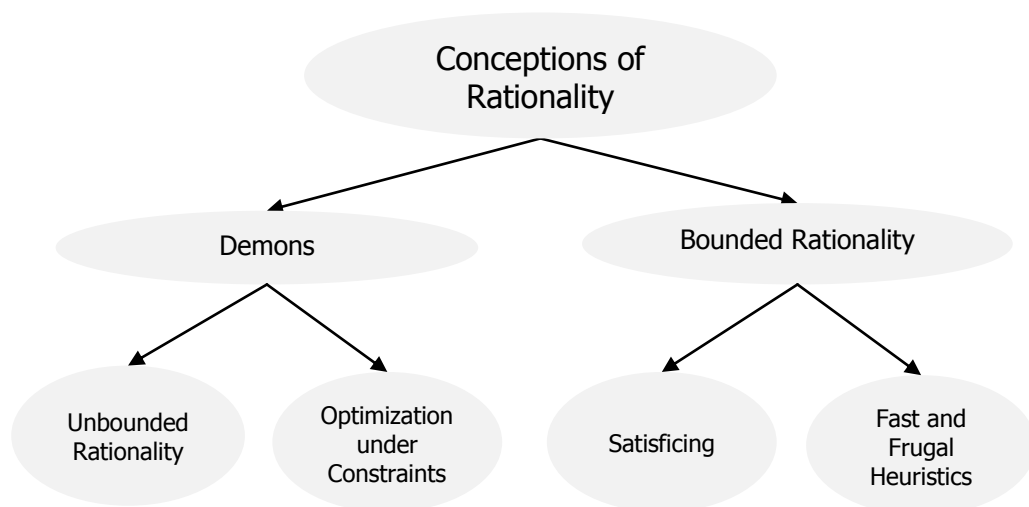 Conceptions of
Rationality
Demons
Bounded Rationality
Unbounded
Rationality
Optimization
under
Constraints
Satisficing
Fast and
Frugal
Heuristics